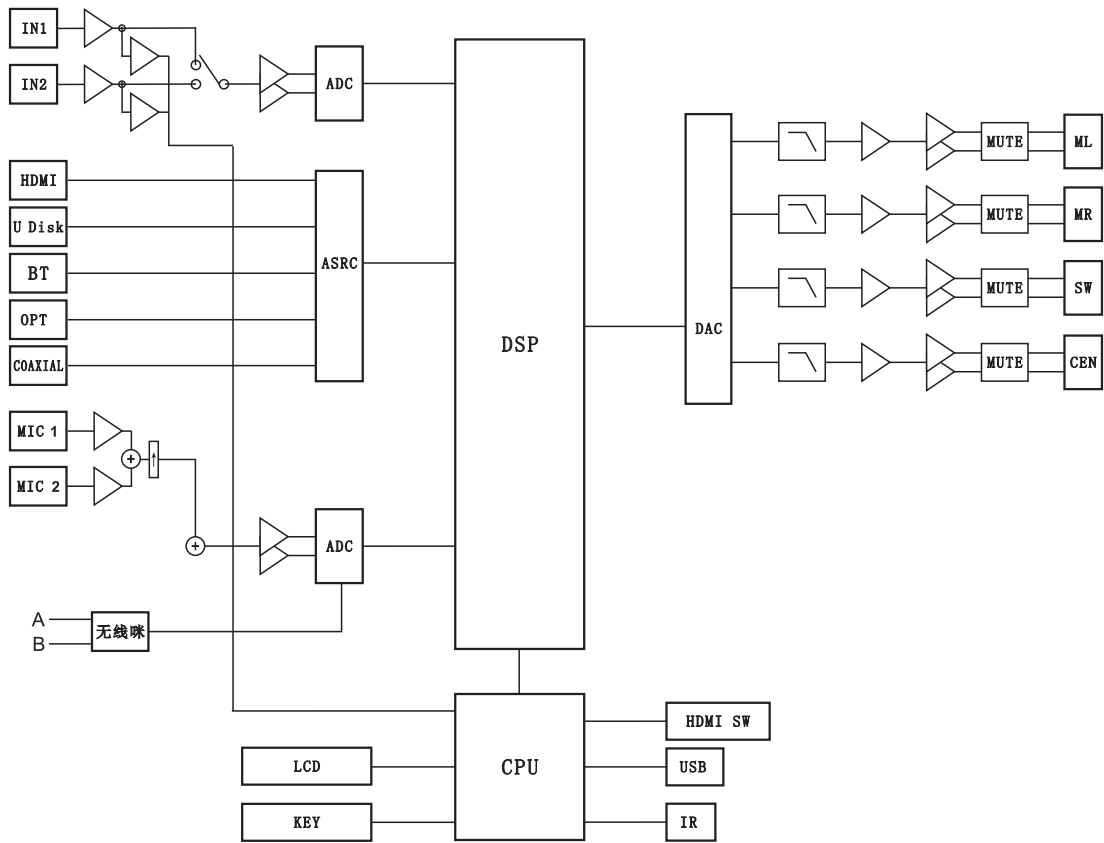 IN1
IN2
ADC
HDMI
U Disk
BT
OPT
COAXIAL
ASRC
MIC 1
MIC 2
ADC
A
B
无线咪
DSP
DAC
MUTE
ML
MUTE
MR
MUTE
SW
MUTE
CEN
CPU
LCD
KEY
HDMI SW
USB
IR